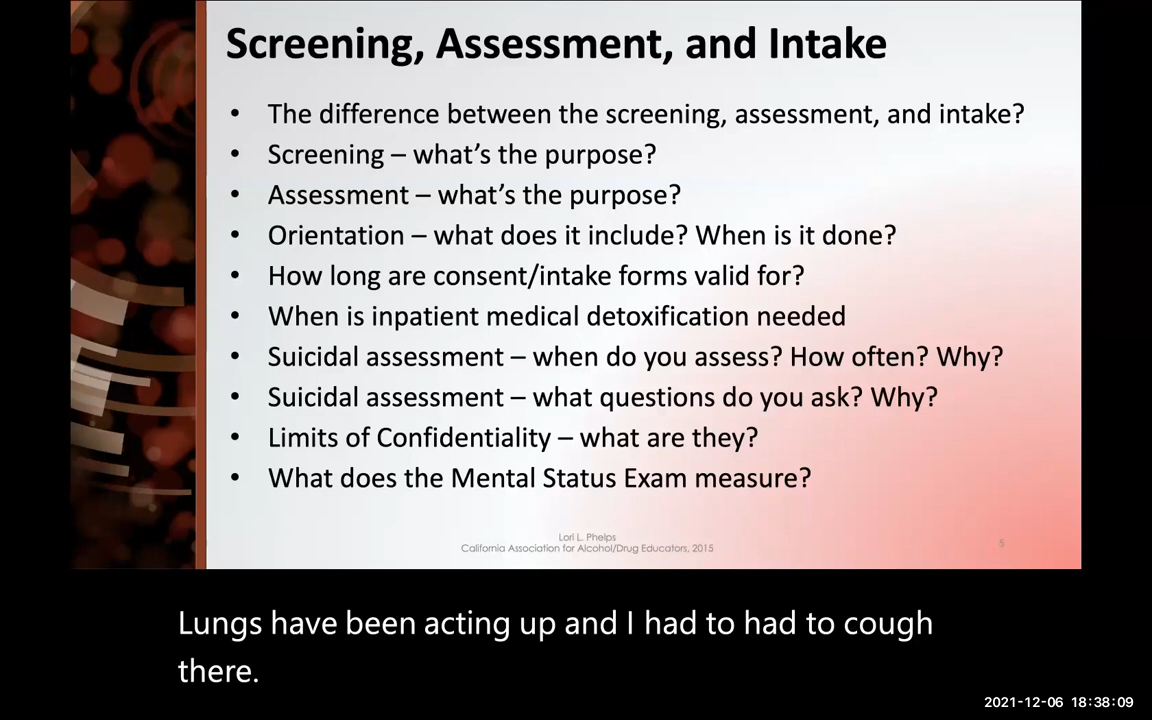 Screening, Assessment, and Intake
• The difference between the screening, assessment, and intake?
• Screening – what's the purpose?
• Assessment – what's the purpose?
• Orientation – what does it include? When is it done?
• How long are consent/intake forms valid for?
• When is inpatient medical detoxification needed
• Suicidal assessment – when do you assess? How often? Why?
• Suicidal assessment – what questions do you ask? Why?
• Limits of Confidentiality – what are they?
• What does the Mental Status Exam measure?
Lori L. Phelps
California Association for Alcohol/Drug Educators, 2015
5
Lungs have been acting up and I had to had to cough
there.
2021-12-06 18:38:09